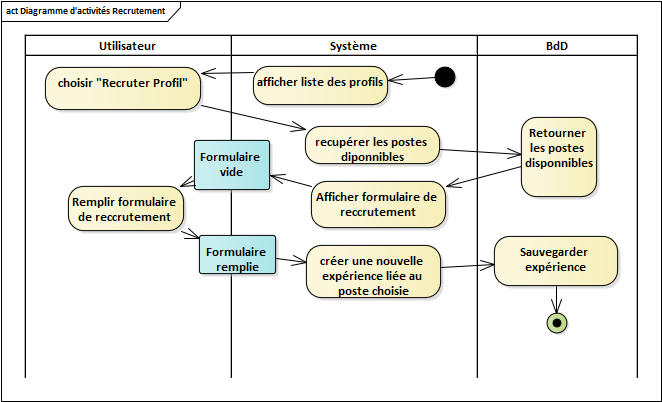 act Diagramme d'activités Recrutement
Utilisateur
Système
BdD
choisir "Recruter Profil"
afficher liste des profils
recupérer les postes
diponnibles
Retourner
les postes
disponnibles
Formulaire
vide
Afficher formulaire de
reccrutement
Remplir formulaire
de reccrutement
Formulaire
remplie
créer une nouvelle
expérience liée au
poste choisie
Sauvegarder
expérience